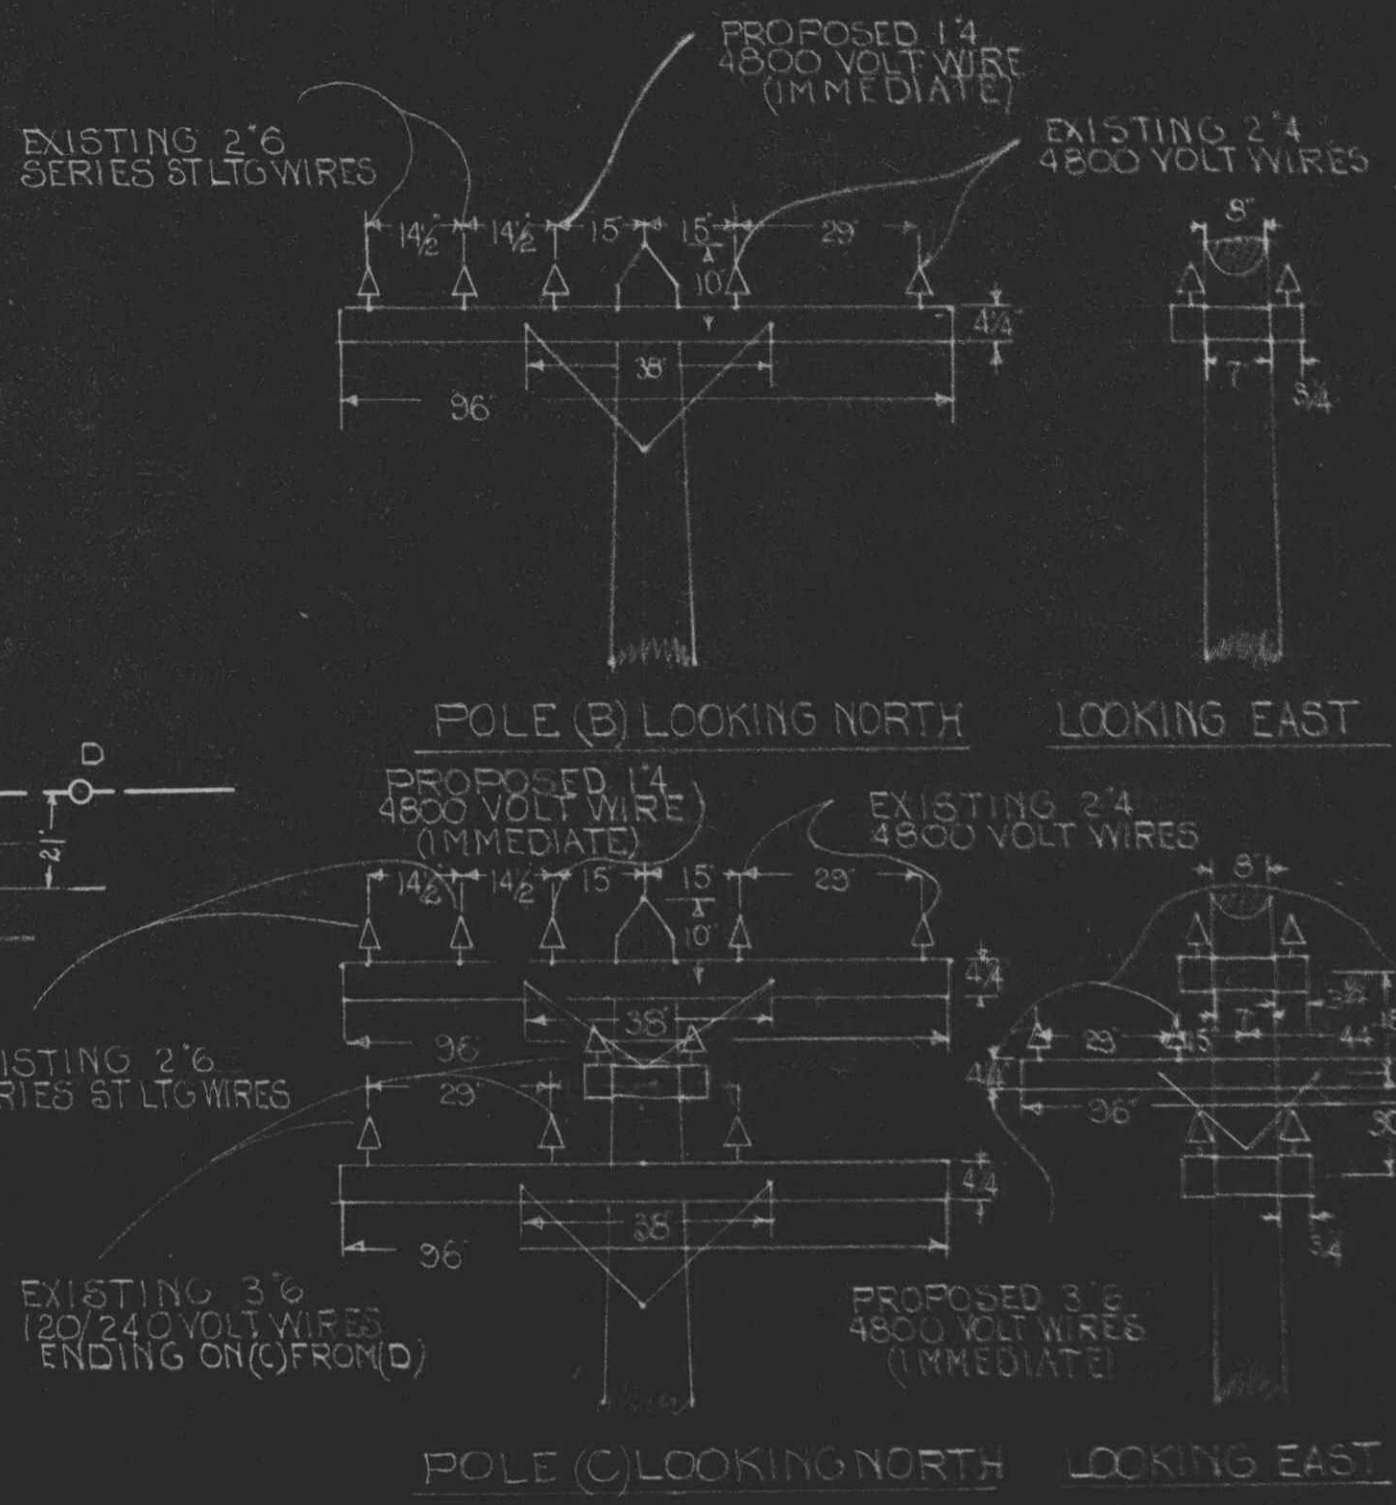 PROPOSED 1"4
4800 VOLT WIRE
(IMMEDIATE)
EXISTING 2"6
SERIES ST LTG WIRES
EXISTING 2"4
4800 VOLT WIRES
8"
14½" 14½" 15" 15" 29"
10"
4¼"
38"
7"
96"
3¼
POLE (B) LOOKING NORTH
LOOKING EAST
D
21'
PROPOSED 1"4
4800 VOLT WIRE
(IMMEDIATE)
EXISTING 2"4
4800 VOLT WIRES
8"
14½" 14½" 15" 15" 29"
10"
4¼
38"
7"
96"
29"
15"
44"
4¼"
ISTING 2"6
RIES ST LTG WIRES
29"
96"
4¼
38"
96"
3¼
EXISTING 3"6
120/240 VOLT WIRES
ENDING ON (C) FROM (D)
PROPOSED 3"6
4800 VOLT WIRES
(IMMEDIATE)
POLE (C) LOOKING NORTH
LOOKING EAST